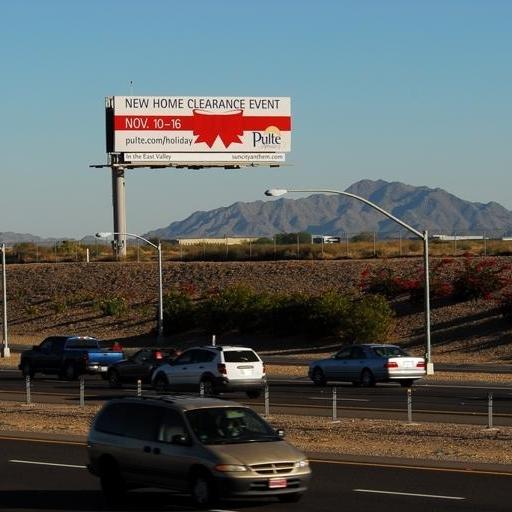 NEW HOME CLEARANCE EVENT
NOV. 10-16
pulte.com/holiday
Pulte
In the East Valley
suncityanthem.com